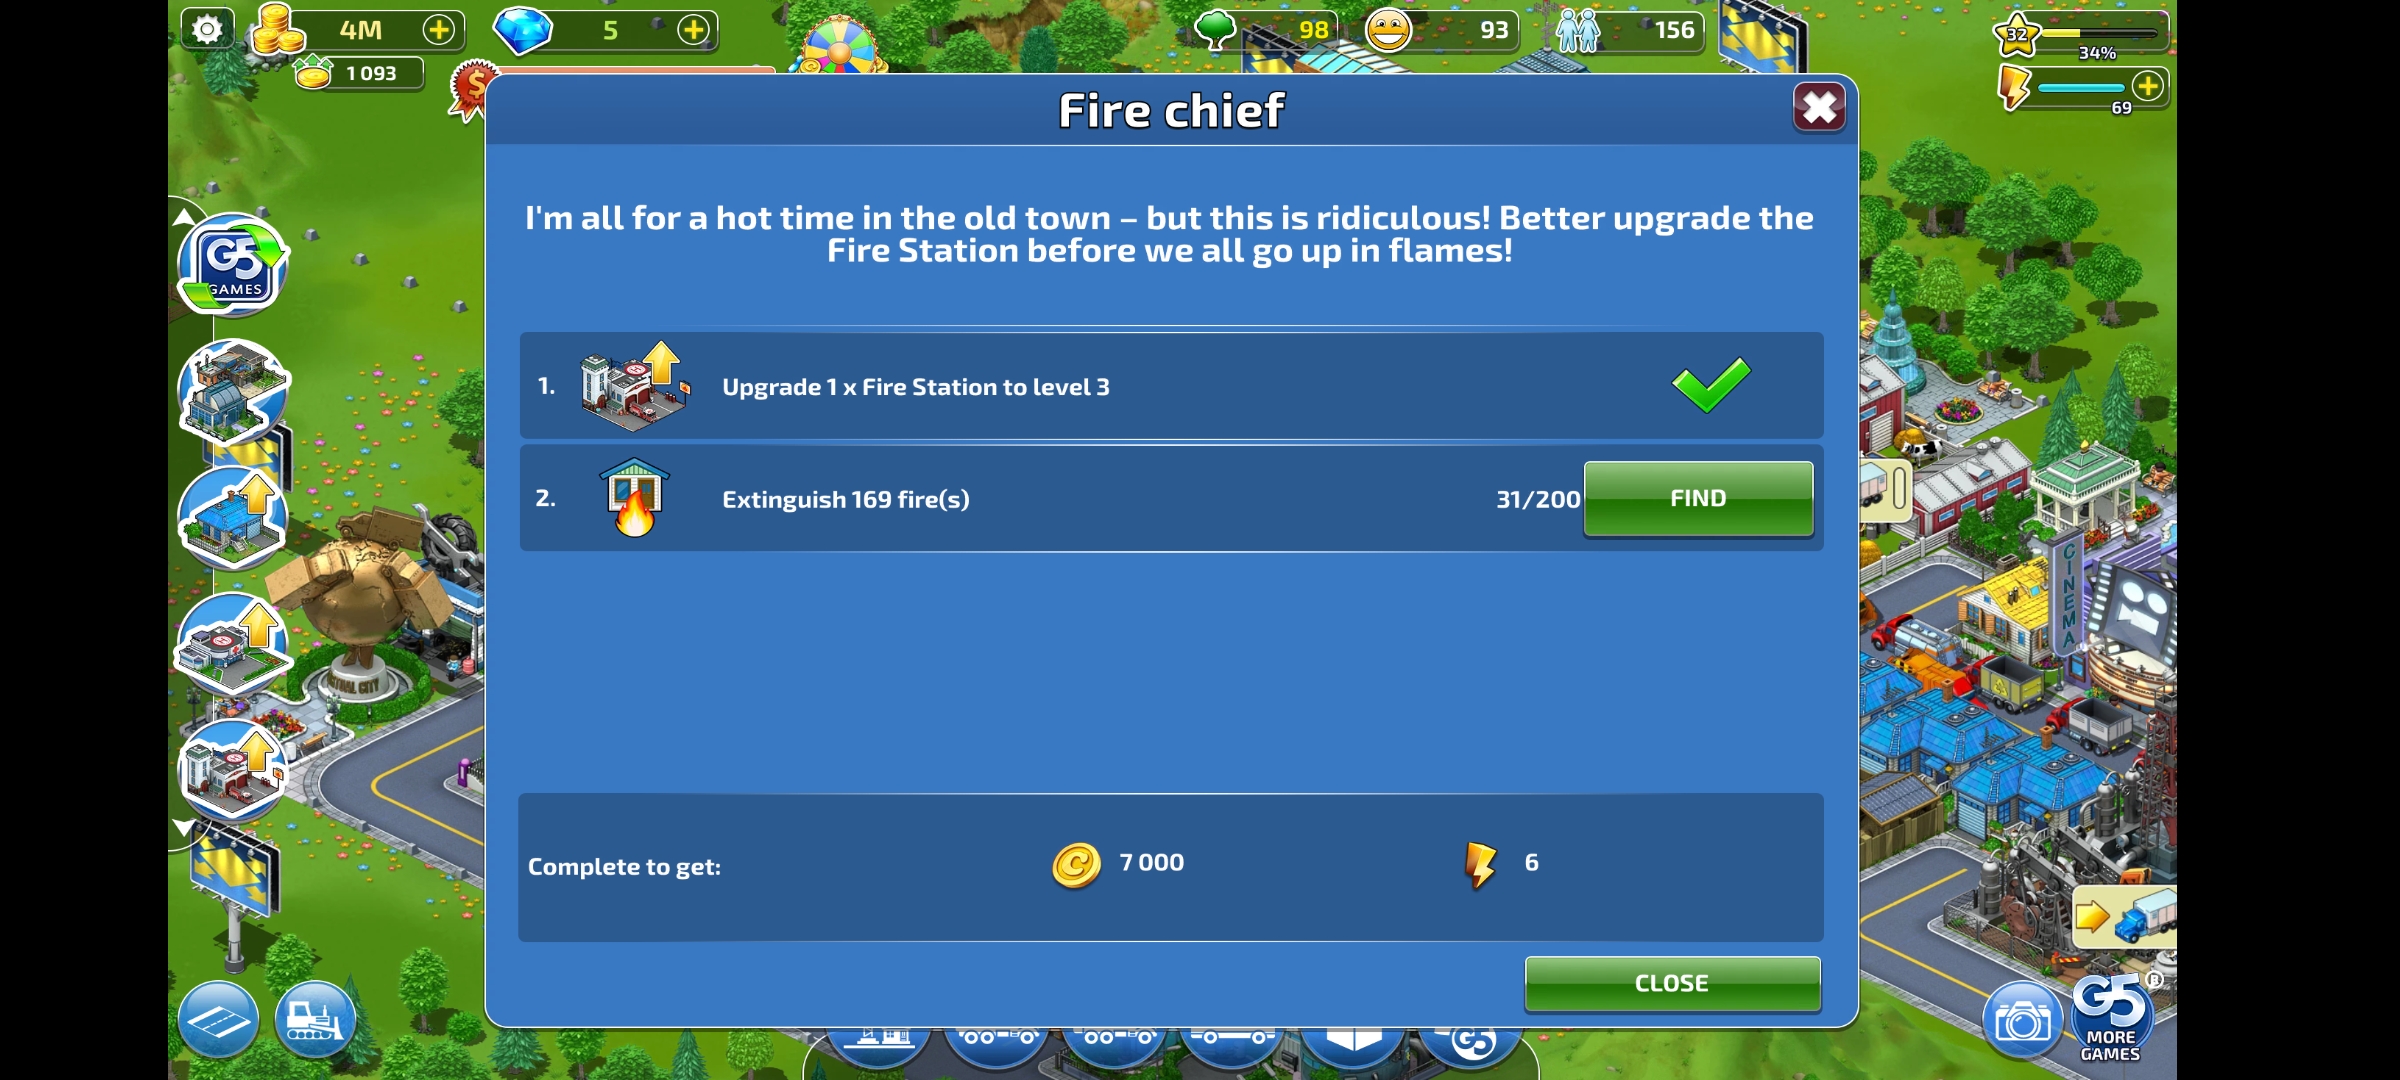 4M
5
98
93
156
32
34%
1 093
69
Fire chief
I'm all for a hot time in the old town – but this is ridiculous! Better upgrade the
Fire Station before we all go up in flames!
G5
GAMES
1. Upgrade 1 x Fire Station to level 3
2. Extinguish 169 fire(s) 31/200 FIND
CINEMA
Complete to get: 7 000 6
CLOSE
G5
G5
MORE
GAMES